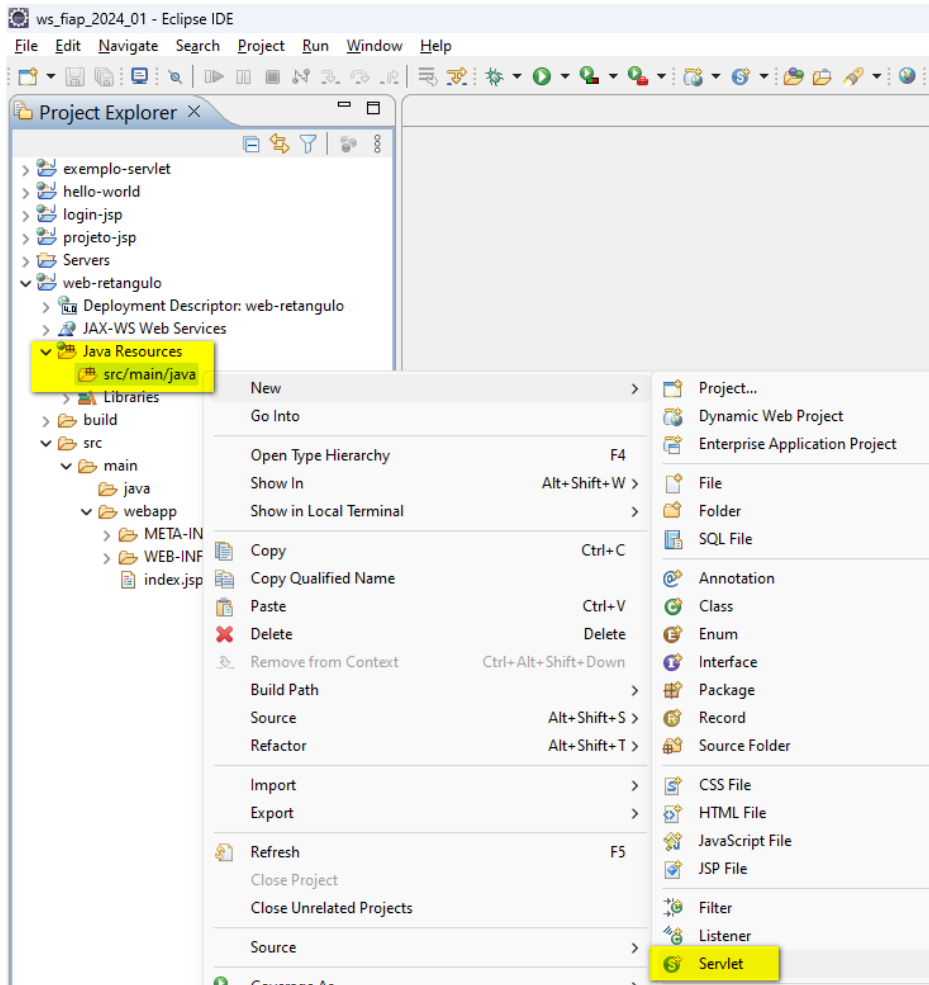 ws_fiap_2024_01 - Eclipse IDE
File Edit Navigate Search Project Run Window Help
Project Explorer
exemplo-servlet
hello-world
login-jsp
projeto-jsp
Servers
web-retangulo
4.0 Deployment Descriptor: web-retangulo
JAX-WS Web Services
Java Resources
src/main/java
Libraries
build
src
main
java
webapp
META-IN
WEB-INF
index.jsp
New
Go Into
Open Type Hierarchy F4
Show In Alt+Shift+W >
Show in Local Terminal
Copy Ctrl+C
Copy Qualified Name
Paste Ctrl+V
Delete Delete
Remove from Context Ctrl+Alt+Shift+Down
Build Path
Source Alt+Shift+S >
Refactor Alt+Shift+T >
Import
Export
Refresh F5
Close Project
Close Unrelated Projects
Source
Coverage As
Project...
Dynamic Web Project
Enterprise Application Project
File
Folder
SQL File
Annotation
Class
Enum
Interface
Package
Record
Source Folder
CSS File
HTML File
JavaScript File
JSP File
Filter
Listener
Servlet